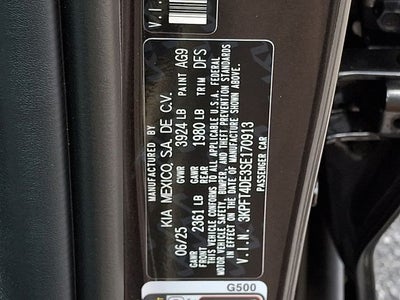 MANUFACTURED BY
KIA MEXICO, S.A. DE C.V.
06/25 GVWR 3924 LB PAINT AG9
GAWR FRONT 2361 LB GAWR REAR 1980 LB TRIM DFS
THIS VEHICLE CONFORMS TO ALL APPLICABLE U.S.A. FEDERAL
MOTOR VEHICLE SAFETY, BUMPER, AND THEFT PREVENTION STANDARDS
IN EFFECT ON THE DATE OF MANUFACTURE SHOWN ABOVE.
V.I.N. 3KPFT4DE3SE170913
PASSENGER CAR
G500
V.I.